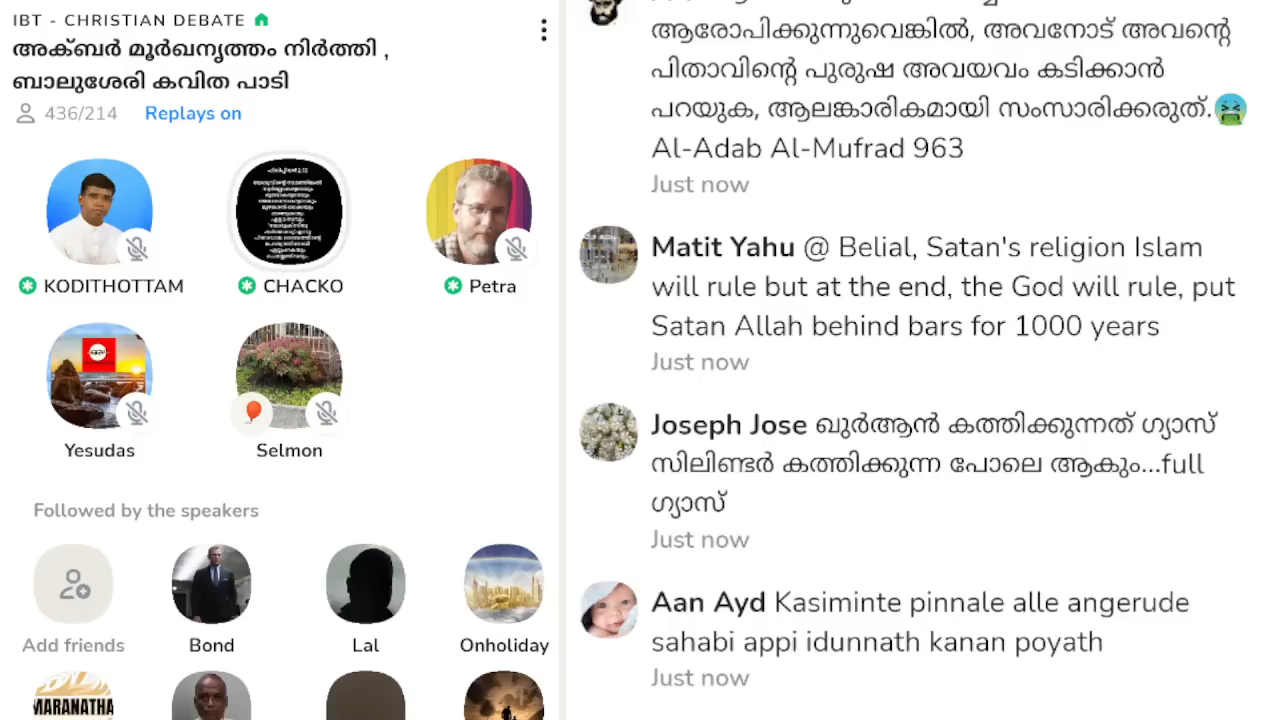 IBT - CHRISTIAN DEBATE
അക്ബർ മൂർഖനൃത്തം നിർത്തി ,
ബാലുശേരി കവിത പാടി
436/214 Replays on
KODITHOTTAM CHACKO Petra
Yesudas Selmon
Followed by the speakers
Add friends Bond Lal Onholiday
MARANATHA
ആരോപിക്കുന്നുവെങ്കിൽ, അവനോട് അവന്റെ
പിതാവിന്റെ പുരുഷ അവയവം കടിക്കാൻ
പറയുക, ആലങ്കാരികമായി സംസാരിക്കരുത്.🤮
Al-Adab Al-Mufrad 963
Just now
Matit Yahu @ Belial, Satan's religion Islam
will rule but at the end, the God will rule, put
Satan Allah behind bars for 1000 years
Just now
Joseph Jose ഖുർആൻ കത്തിക്കുന്നത് ഗ്യാസ്
സിലിണ്ടർ കത്തിക്കുന്ന പോലെ ആകും...full
ഗ്യാസ്
Just now
Aan Ayd Kasiminte pinnale alle angerude
sahabi appi idunnath kanan poyath
Just now